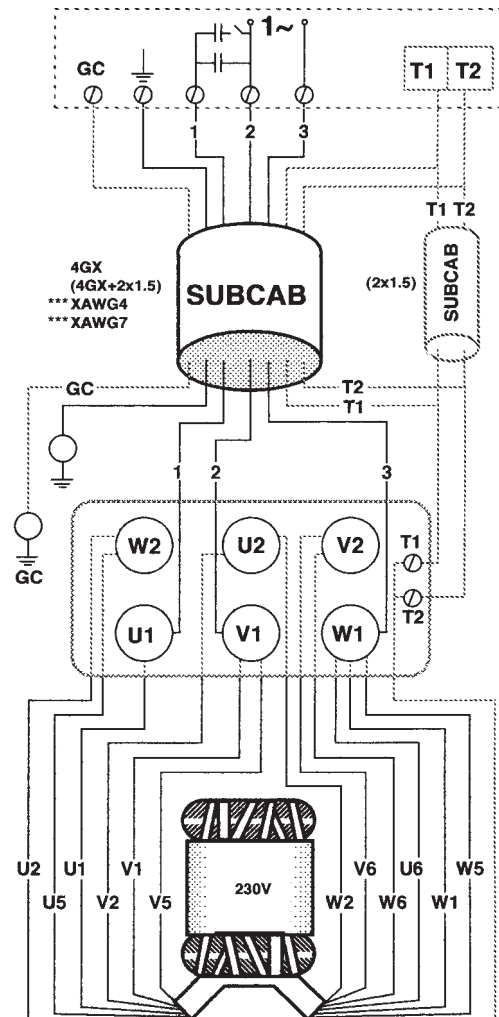 1~
GC
T1 T2
1 2 3
T1 T2
4GX
(4GX+2x1.5)
***XAWG4
***XAWG7
SUBCAB
(2x1.5)
SUBCAB
GC
T2
T1
1 2 3
W2 U2 V2
T1
GC
U1 V1 W1
T2
U2 U1 V1 V6 U6 W5
U5 V2 V5 W2 W6 W1
230V